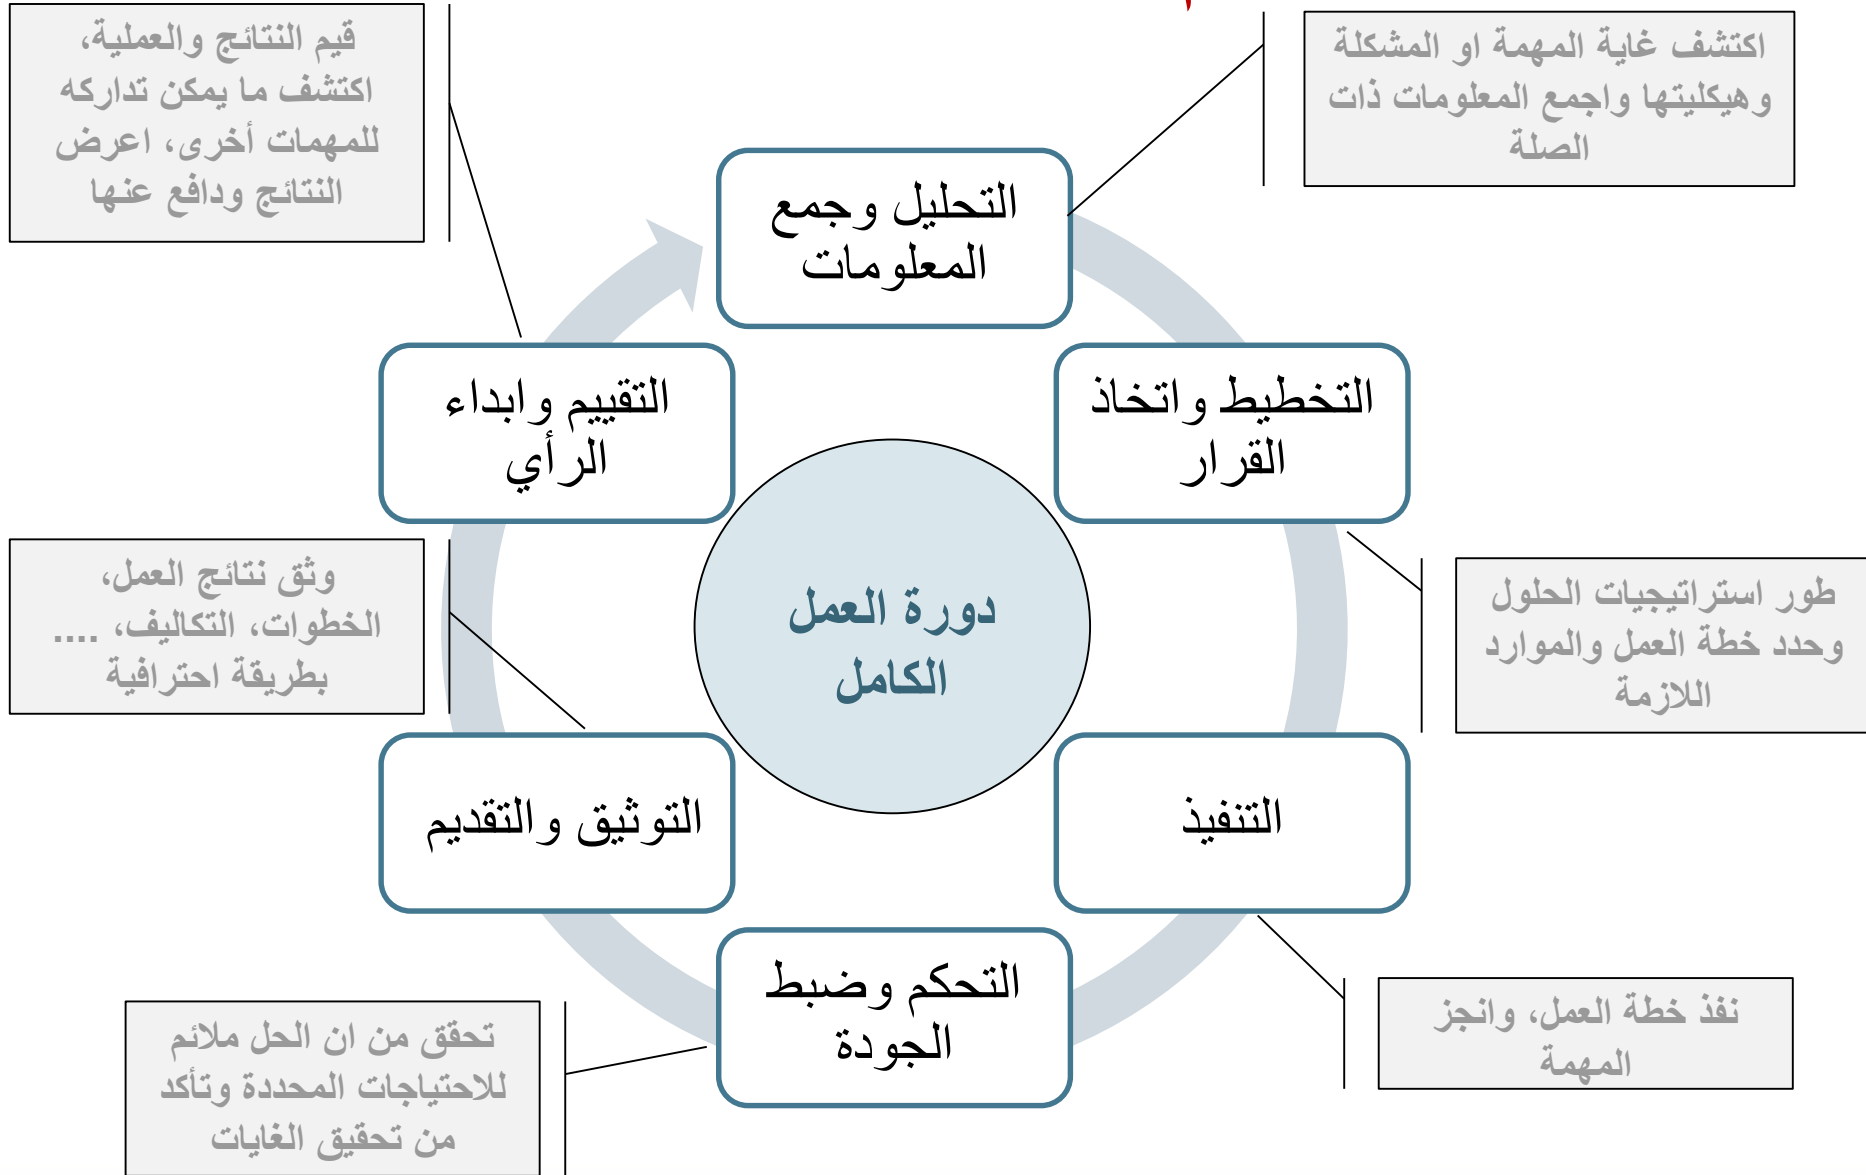 اكتشف غاية المهمة او المشكلة
وهيكليتها واجمع المعلومات ذات
الصلة
التحليل وجمع
المعلومات
التخطيط واتخاذ
القرار
طور استراتيجيات الحلول
وحدد خطة العمل والموارد
اللازمة
التنفيذ
نفذ خطة العمل، وانجز
المهمة
التحكم وضبط
الجودة
تحقق من ان الحل ملائم
للاحتياجات المحددة وتأكد
من تحقيق الغايات
التوثيق والتقديم
وثق نتائج العمل،
الخطوات، التكاليف، ....
بطريقة احترافية
التقييم وابداء
الرأي
قيم النتائج والعملية،
اكتشف ما يمكن تداركه
للمهمات أخرى، اعرض
النتائج ودافع عنها
دورة العمل
الكامل